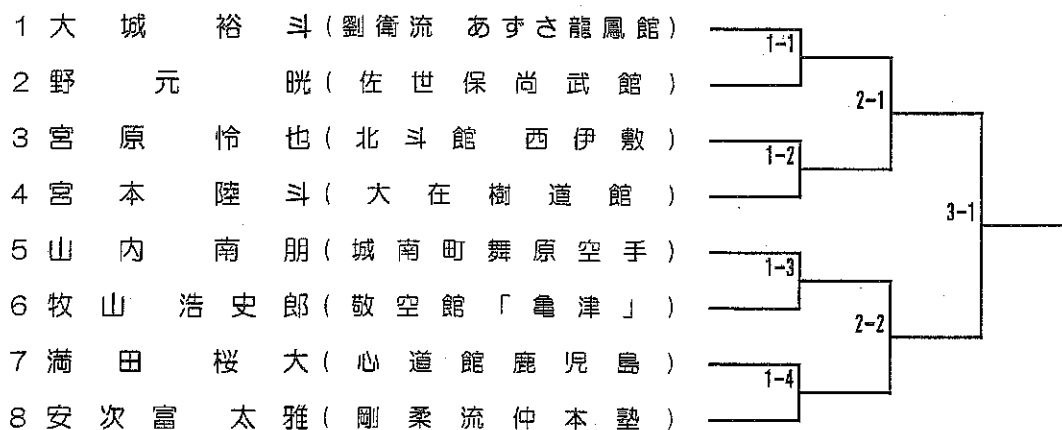 1 大城裕斗(劉衛流 あずさ龍鳳館)
1-1
2 野元晄(佐世保尚武館)
2-1
3 宮原怜也(北斗館 西伊敷)
1-2
4 宮本陸斗(大在樹道館)
3-1
5 山内南朋(城南町舞原空手)
1-3
6 牧山浩史郎(敬空館「亀津」)
2-2
7 満田桜大(心道館鹿児島)
1-4
8 安次富太雅(剛柔流仲本塾)